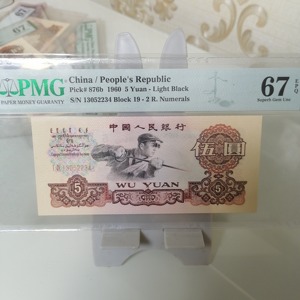 PMG
PAPER MONEY GUARANTY
China / People's Republic
Pick# 876b 1960 5 Yuan - Light Black
S/N 13052234 Block 19 - 2 R. Numerals
67 EPQ
Superb Gem Unc
中国人民银行
伍圆
13052234
5 WU YUAN 5